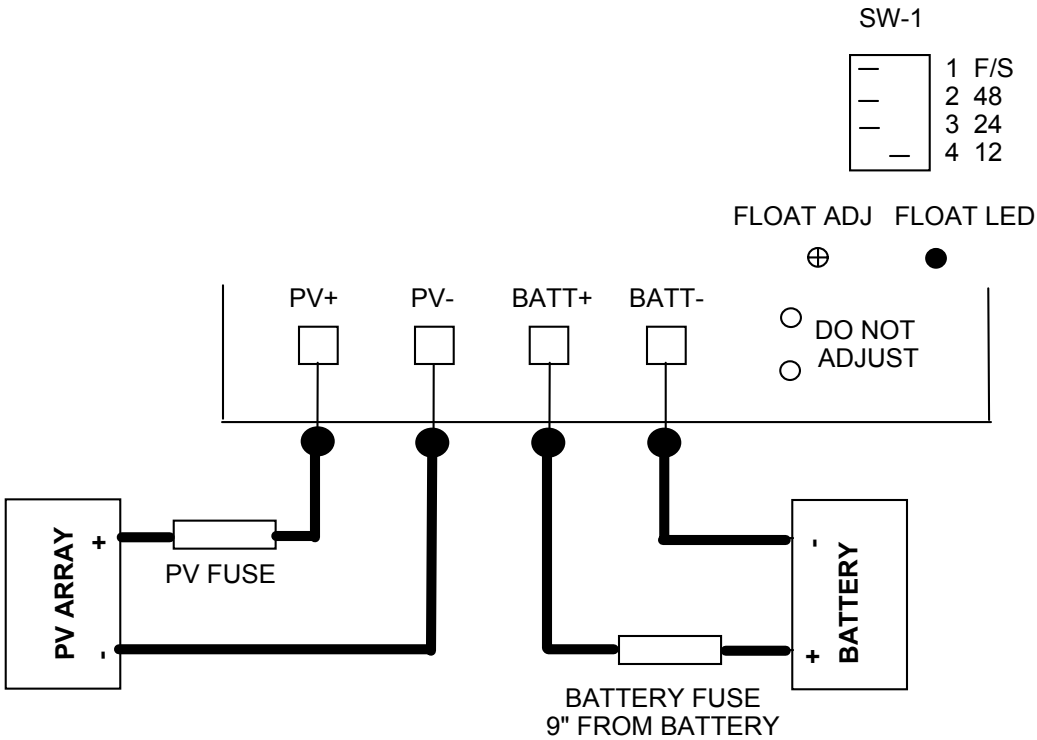 SW-1
1 F/S
2 48
3 24
4 12
FLOAT ADJ FLOAT LED
PV+ PV- BATT+ BATT-
DO NOT
ADJUST
PV ARRAY
+
-
PV FUSE
BATTERY
-
+
BATTERY FUSE
9" FROM BATTERY